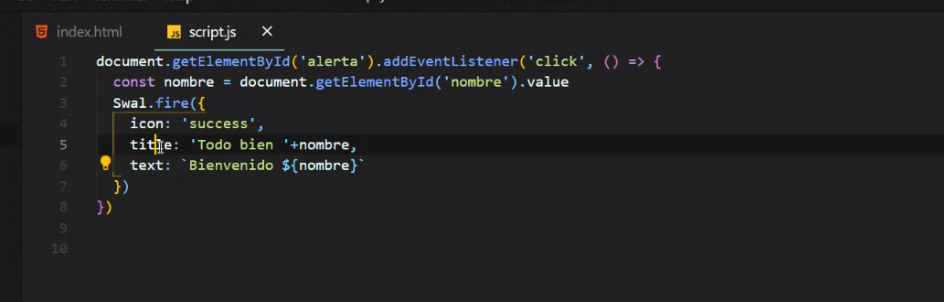 index.html
JS script.js ×
1 document.getElementById('alerta').addEventListener('click', () => {
2 const nombre = document.getElementById('nombre').value
3 Swal.fire({
4 icon: 'success',
5 title: 'Todo bien '+nombre,
6 text: `Bienvenido ${nombre}`
7 })
8 })
9
10